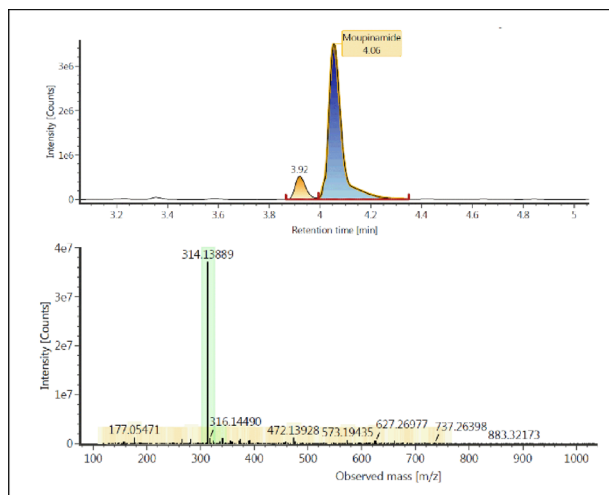 Moupinamide
4.06
3.92
Intensity [Counts]
3e6
2e6
1e6
0
3.2
3.4
3.6
3.8
4
4.2
4.4
4.6
4.8
5
Retention time [min]
Intensity [Counts]
4e7
3e7
2e7
1e7
0
314.13889
177.05471
316.14490
472.13928
573.19435
627.26977
737.26398
883.32173
100
200
300
400
500
600
700
800
900
1000
Observed mass [m/z]